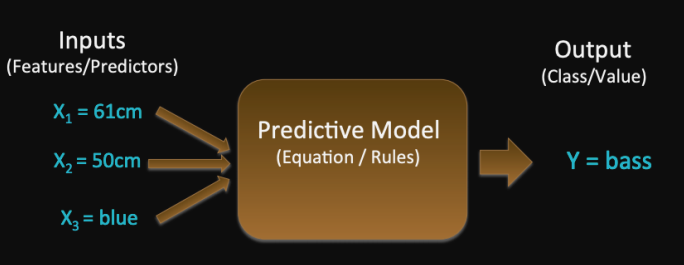 Inputs
(Features/Predictors)
X₁ = 61cm
X₂ = 50cm
X₃ = blue
Predictive Model
(Equation / Rules)
Output
(Class/Value)
Y = bass